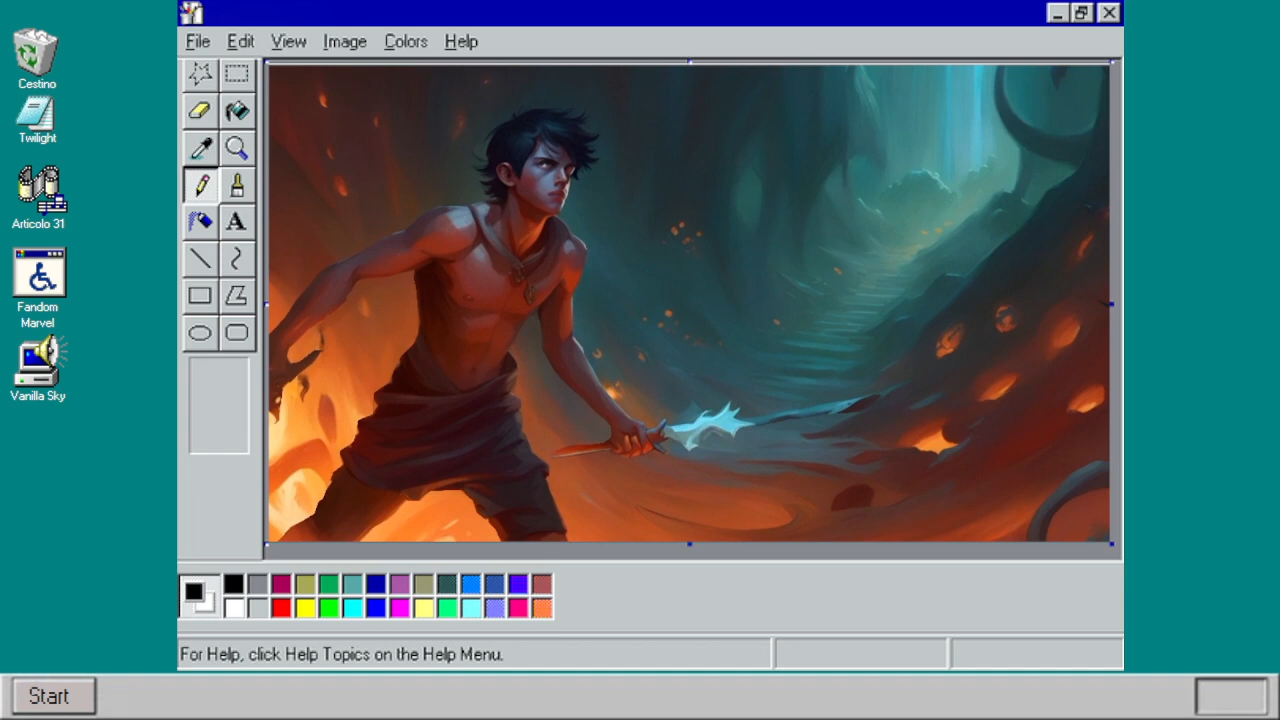 File Edit View Image Colors Help
Cestino
Twilight
A
Articolo 31
Fandom
Marvel
Vanilla Sky
For Help, click Help Topics on the Help Menu.
Start